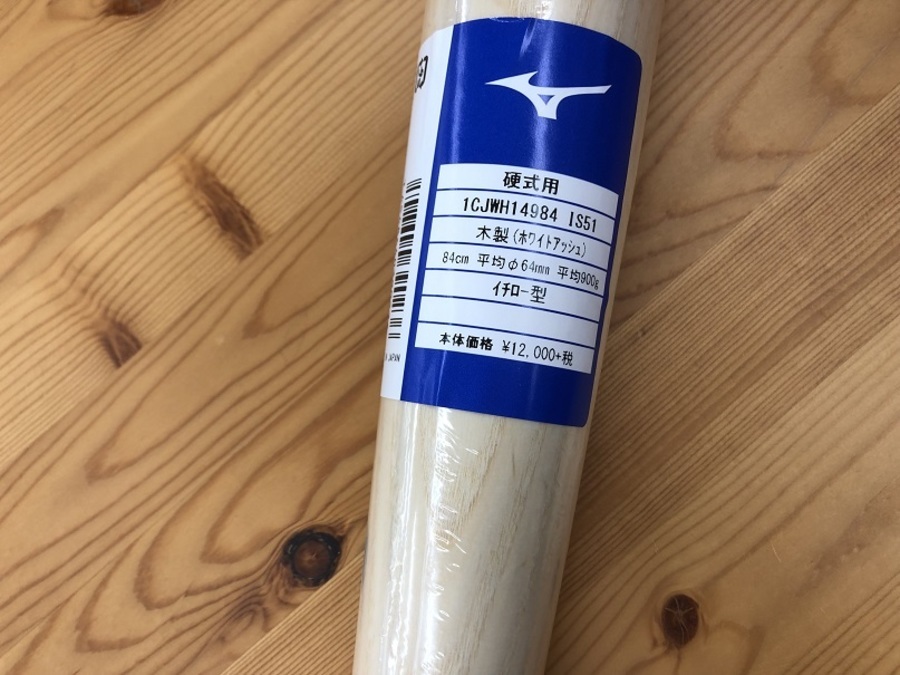 硬式用
1CJWH14984 IS51
木製(ホワイトアッシュ)
84cm 平均φ64mm 平均900g
イチロー型
本体価格 ¥12,000+税
JAPAN